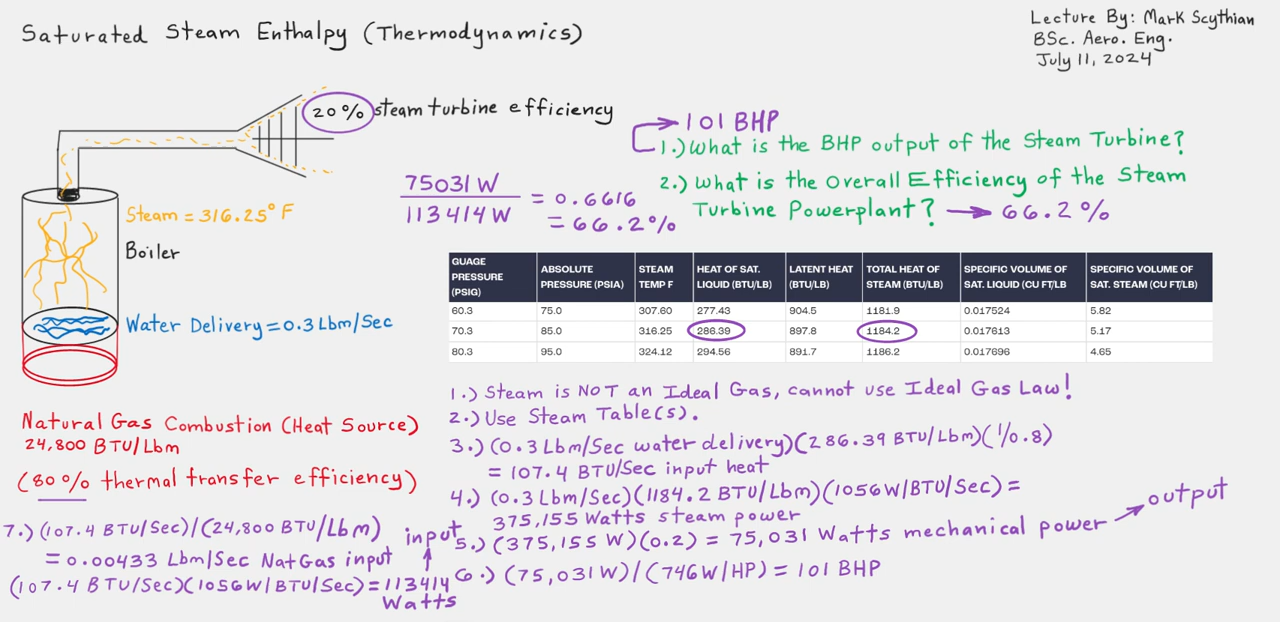 Saturated Steam Enthalpy (Thermodynamics)
Lecture By: Mark Scythian
BSc. Aero. Eng.
July 11, 2024
20% steam turbine efficiency
101 BHP
1.) What is the BHP output of the Steam Turbine?
2.) What is the Overall Efficiency of the Steam
Turbine Powerplant? → 66.2%
75031 W
113414 W
= 0.6616
= 66.2%
Steam = 316.25° F
Boiler
Water Delivery = 0.3 Lbm/Sec
GUAGE PRESSURE (PSIG) ABSOLUTE PRESSURE (PSIA) STEAM TEMP F HEAT OF SAT. LIQUID (BTU/LB) LATENT HEAT (BTU/LB) TOTAL HEAT OF STEAM (BTU/LB) SPECIFIC VOLUME OF SAT. LIQUID (CU FT/LB SPECIFIC VOLUME OF SAT. STEAM (CU FT/LB)
60.3 75.0 307.60 277.43 904.5 1181.9 0.017524 5.82
70.3 85.0 316.25 286.39 897.8 1184.2 0.017613 5.17
80.3 95.0 324.12 294.56 891.7 1186.2 0.017696 4.65
Natural Gas Combustion (Heat Source)
24,800 BTU/Lbm
(80% thermal transfer efficiency)
1.) Steam is NOT an Ideal Gas, cannot use Ideal Gas Law!
2.) Use Steam Table(s).
3.) (0.3 Lbm/Sec water delivery)(286.39 BTU/Lbm)(1/0.8)
= 107.4 BTU/Sec input heat
4.) (0.3 Lbm/Sec)(1184.2 BTU/Lbm)(1056W/BTU/Sec) =
375,155 Watts steam power
5.) (375,155 W)(0.2) = 75,031 Watts mechanical power → output
6.) (75,031W)/(746W/HP) = 101 BHP
7.) (107.4 BTU/Sec)/(24,800 BTU/Lbm)
= 0.00433 Lbm/Sec NatGas input
(107.4 BTU/Sec)(1056W/BTU/Sec) = 113414
Watts
input